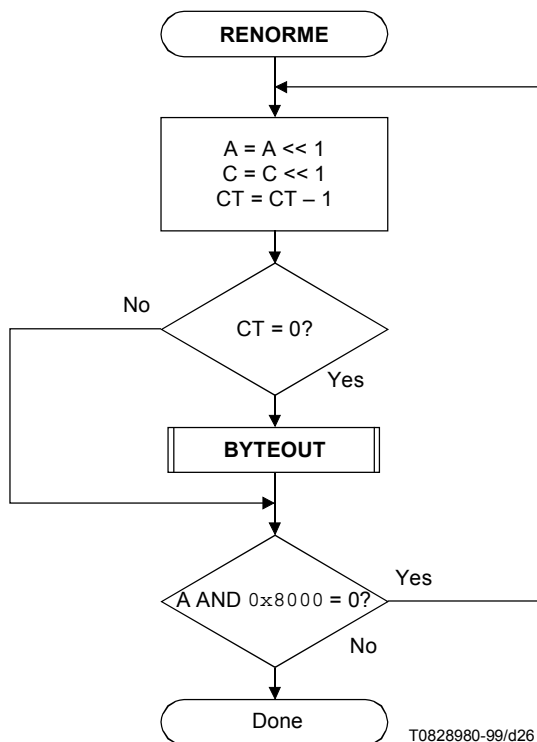 RENORME
A = A << 1
C = C << 1
CT = CT – 1
No
CT = 0?
Yes
BYTEOUT
A AND 0x8000 = 0?
Yes
No
Done
T0828980-99/d26